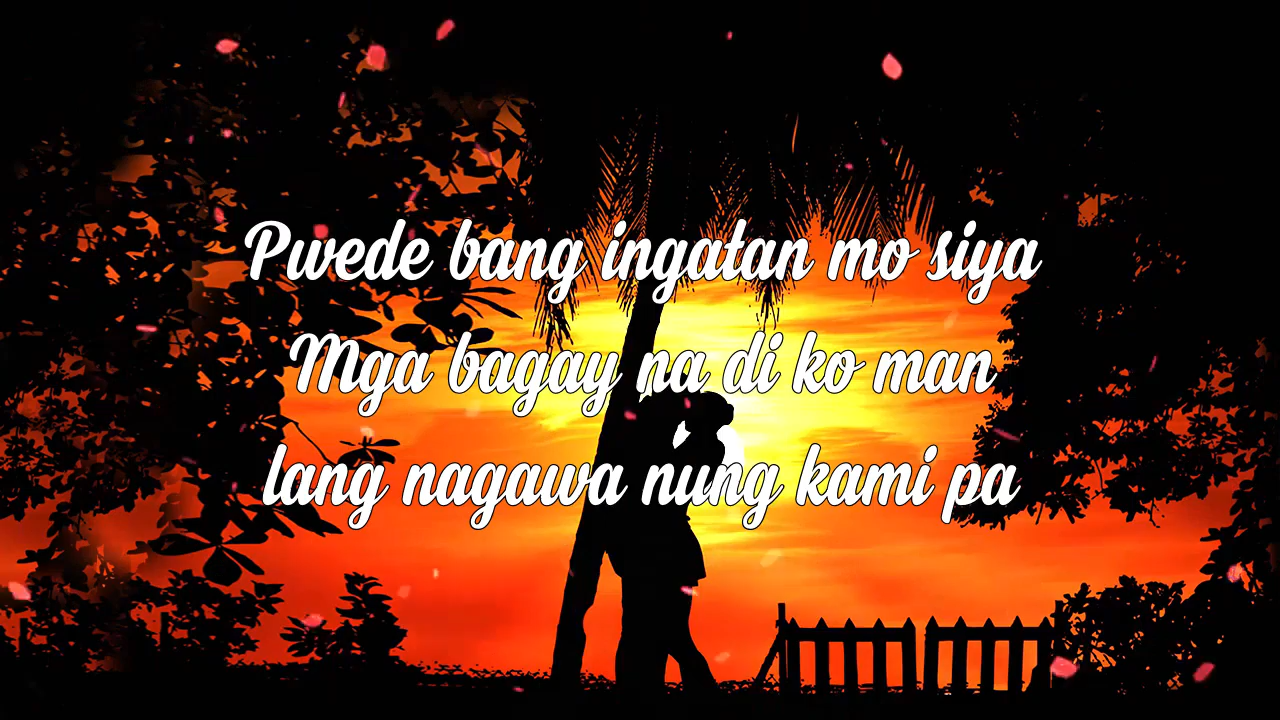 Pwede bang ingatan mo siya
Mga bagay na di ko man
lang nagawa nung kami pa